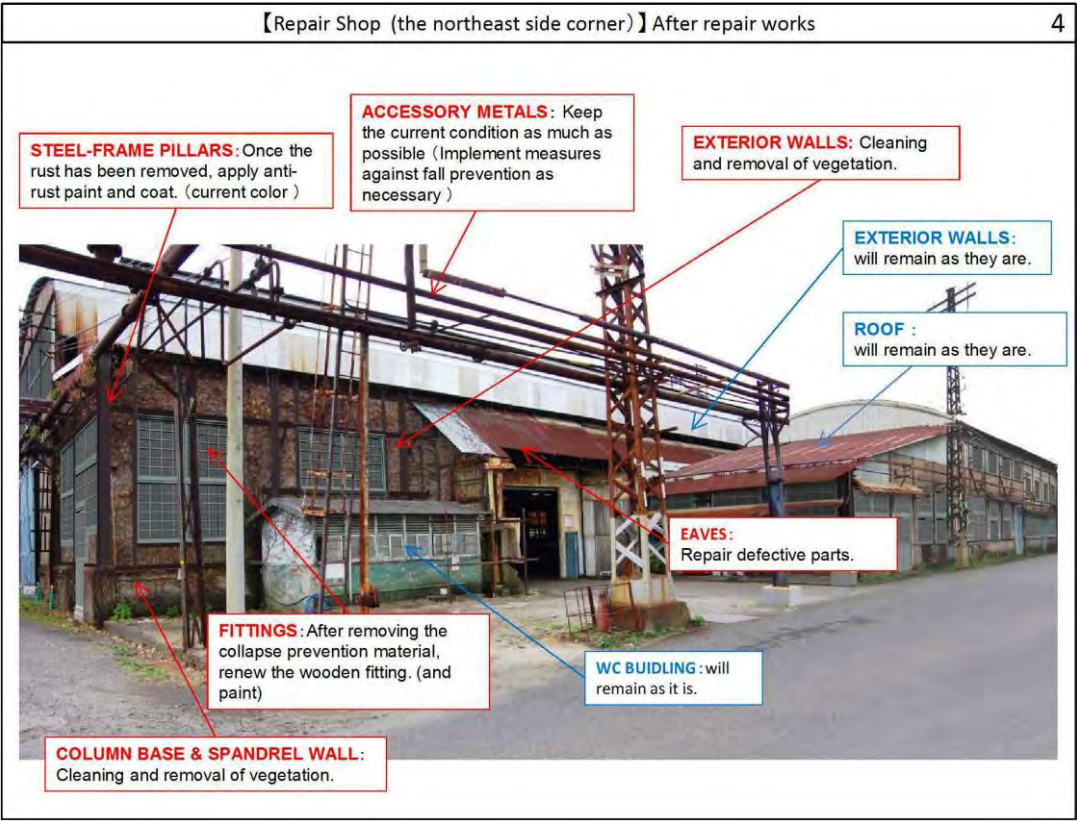 【Repair Shop (the northeast side corner)】After repair works
4
ACCESSORY METALS: Keep
the current condition as much as
possible (Implement measures
against fall prevention as
necessary )
STEEL-FRAME PILLARS: Once the
rust has been removed, apply anti-
rust paint and coat. (current color )
EXTERIOR WALLS: Cleaning
and removal of vegetation.
EXTERIOR WALLS:
will remain as they are.
ROOF :
will remain as they are.
EAVES:
Repair defective parts.
FITTINGS: After removing the
collapse prevention material,
renew the wooden fitting. (and
paint)
WC BUIDLING: will
remain as it is.
COLUMN BASE & SPANDREL WALL:
Cleaning and removal of vegetation.